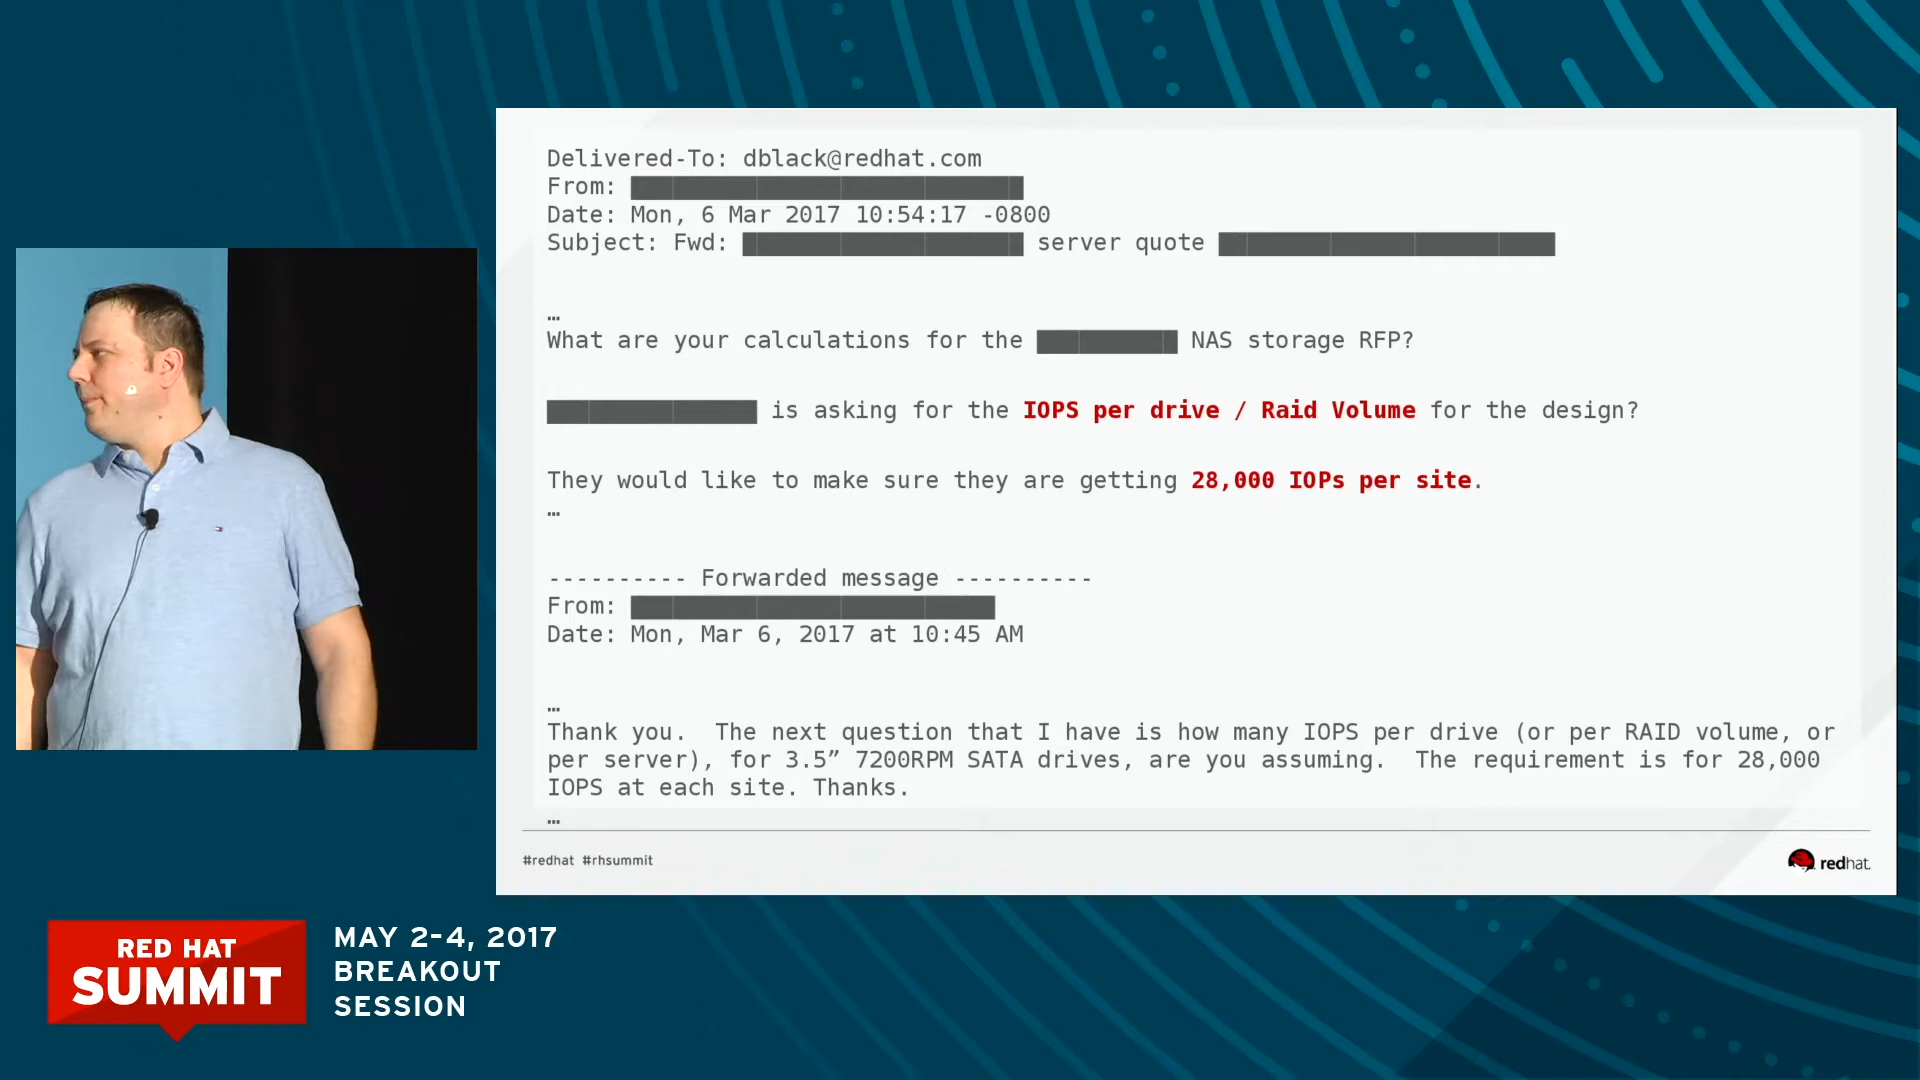 Delivered-To: dblack@redhat.com
From:
Date: Mon, 6 Mar 2017 10:54:17 -0800
Subject: Fwd: server quote
…
What are your calculations for the NAS storage RFP?
is asking for the IOPS per drive / Raid Volume for the design?
They would like to make sure they are getting 28,000 IOPs per site.
…
---------- Forwarded message ----------
From:
Date: Mon, Mar 6, 2017 at 10:45 AM
…
Thank you.  The next question that I have is how many IOPS per drive (or per RAID volume, or
per server), for 3.5” 7200RPM SATA drives, are you assuming.  The requirement is for 28,000
IOPS at each site. Thanks.
…
#redhat #rhsummit
redhat.
RED HAT
SUMMIT
MAY 2-4, 2017
BREAKOUT
SESSION